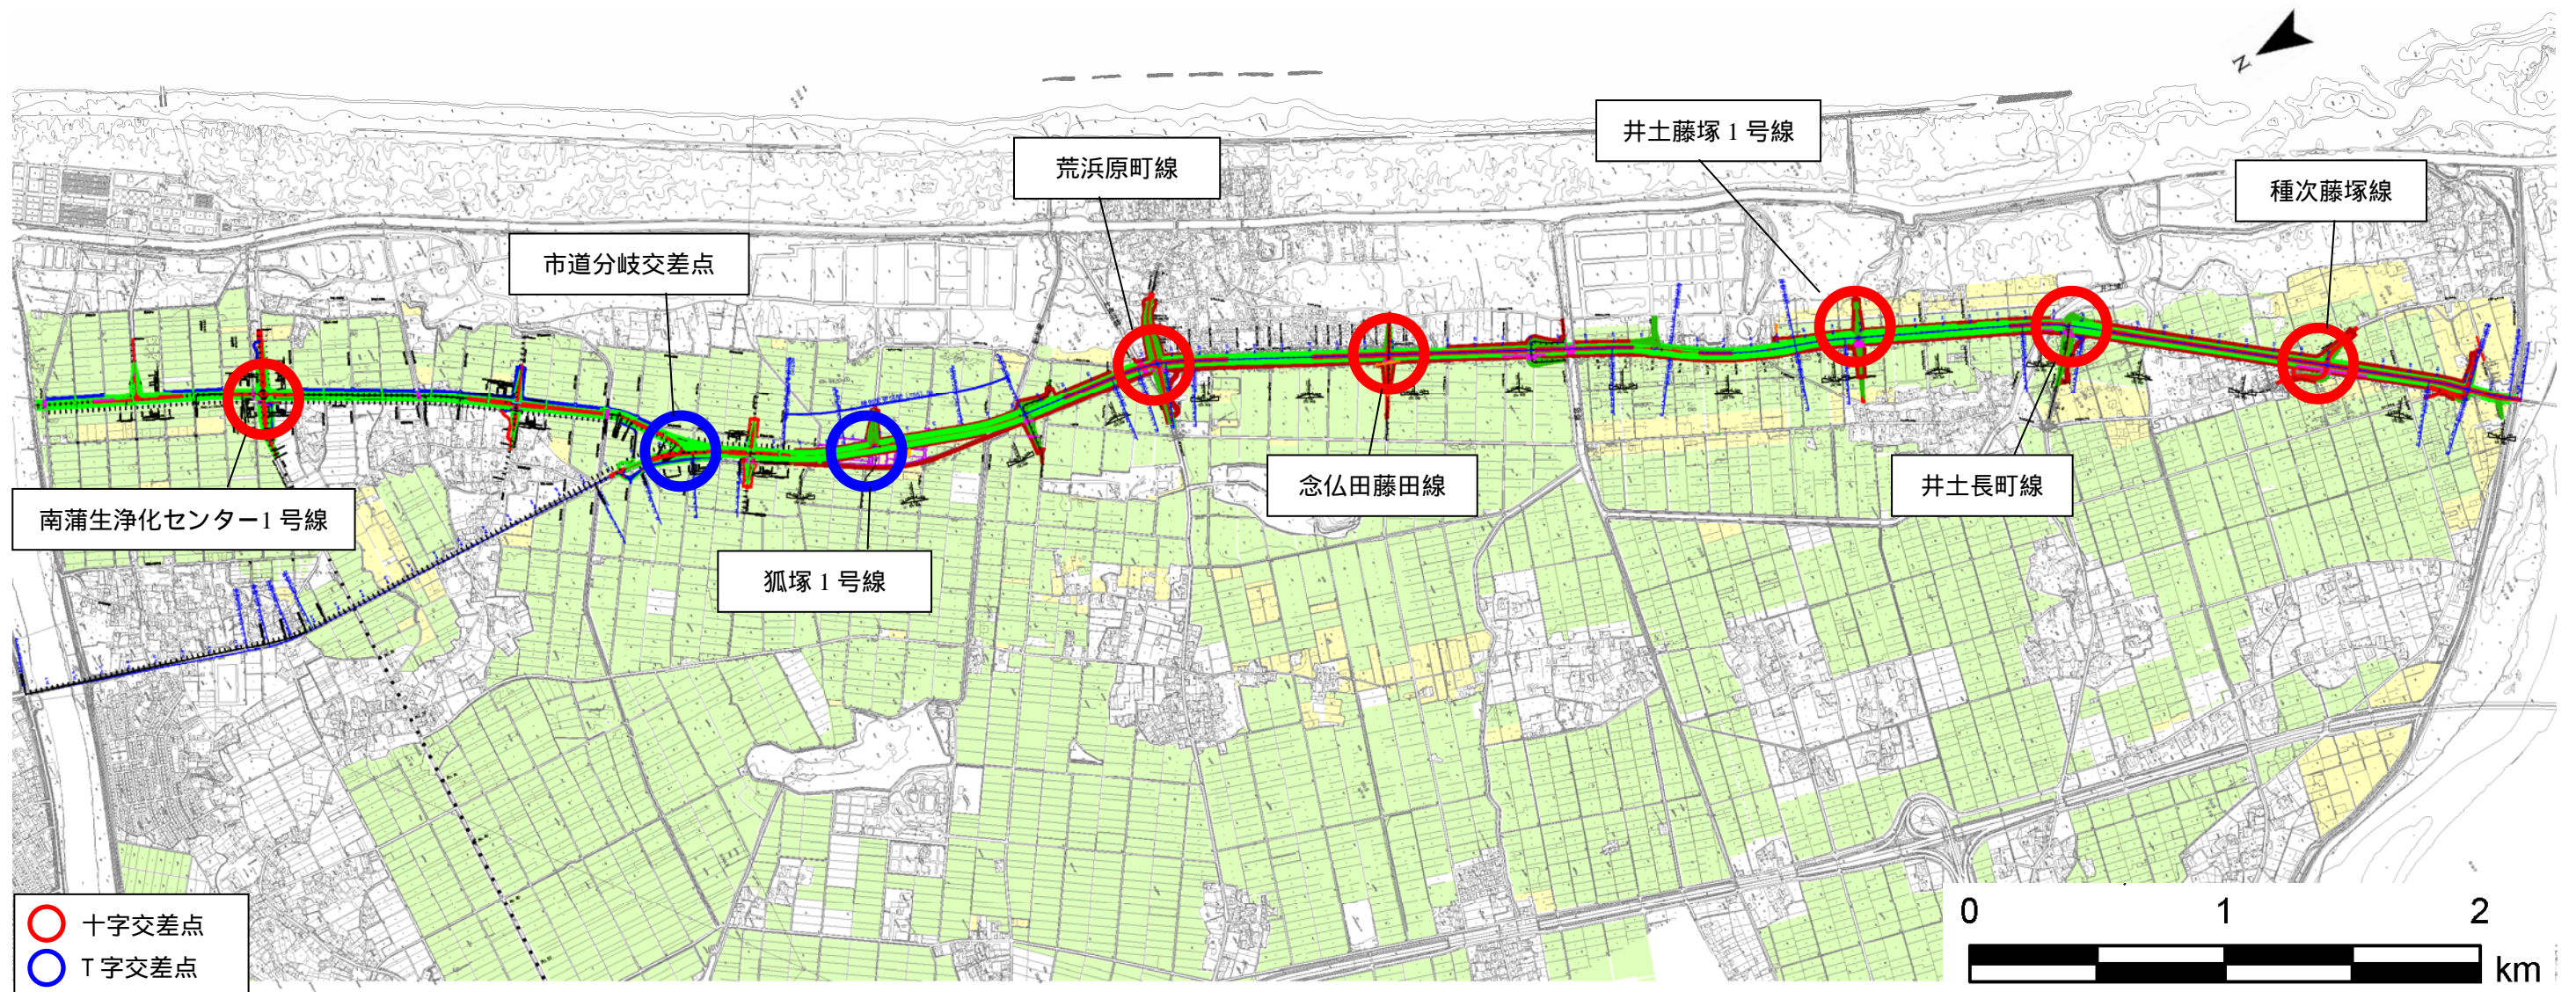 N
井土藤塚 1 号線
荒浜原町線
種次藤塚線
市道分岐交差点
念仏田藤田線
井土長町線
南蒲生浄化センター1 号線
狐塚 1 号線
十字交差点
T 字交差点
0 1 2
km